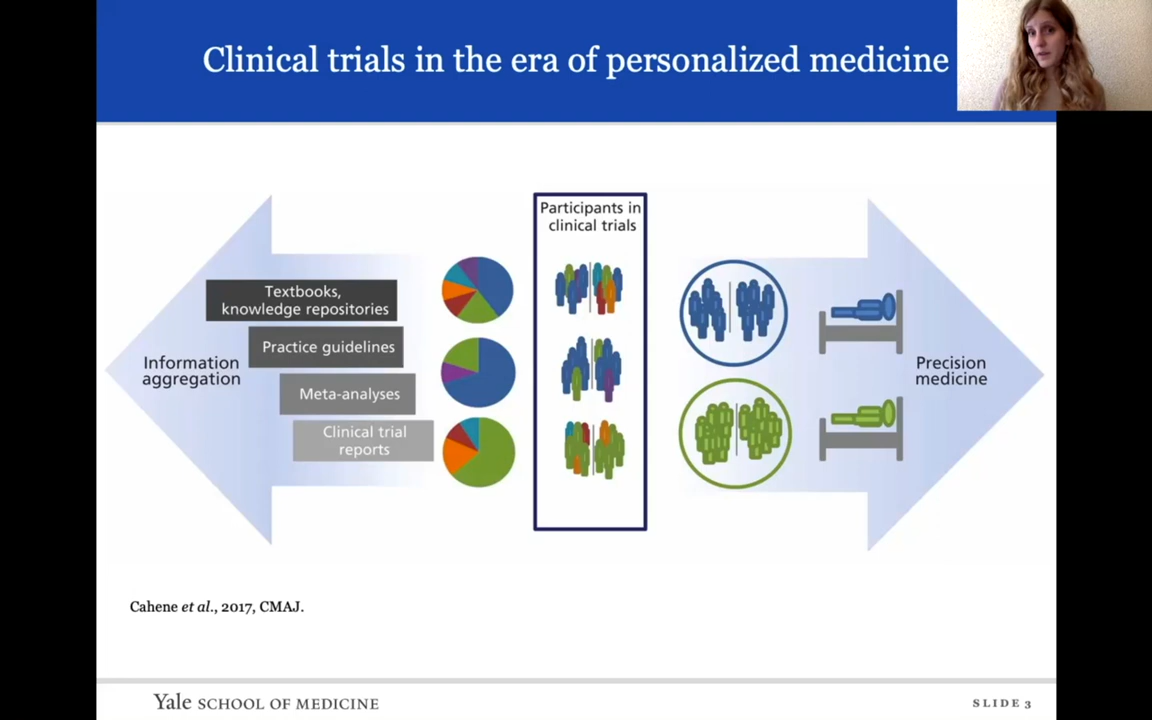 Clinical trials in the era of personalized medicine
Participants in
clinical trials
Textbooks,
knowledge repositories
Practice guidelines
Meta-analyses
Clinical trial
reports
Information
aggregation
Precision
medicine
Cahene et al., 2017, CMAJ.
Yale SCHOOL OF MEDICINE
SLIDE 3